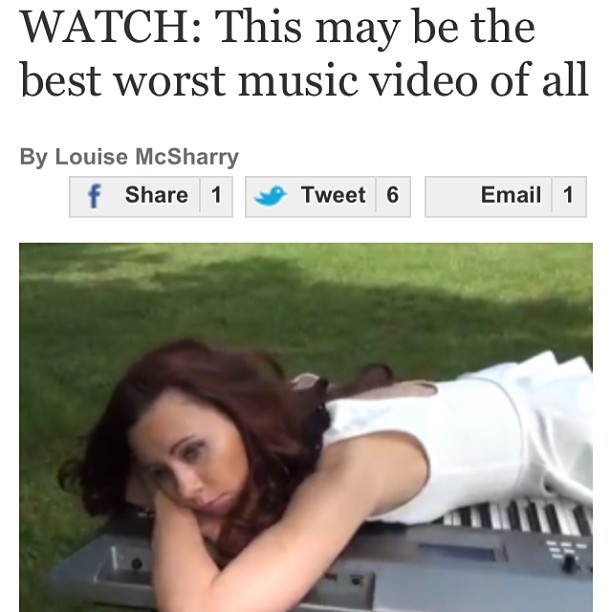 WATCH: This may be the
best worst music video of all
By Louise McSharry
f Share 1 Tweet 6 Email 1